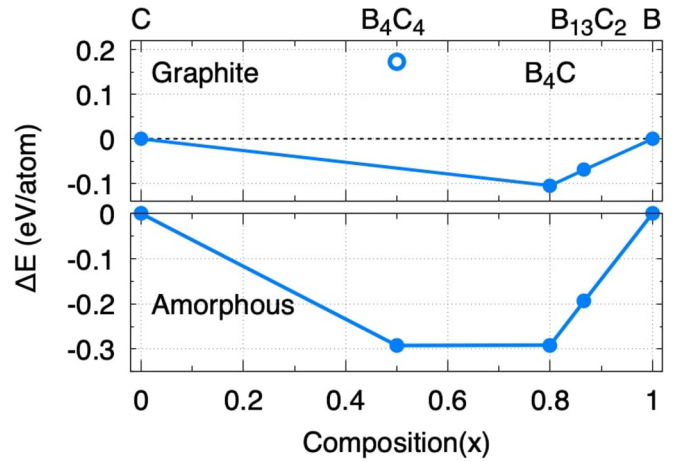 C B₄C₄ B₁₃C₂ B
0.2
Graphite B₄C
0.1
0
-0.1
0
-0.1
-0.2
Amorphous
-0.3
ΔE (eV/atom)
0 0.2 0.4 0.6 0.8 1
Composition(x)